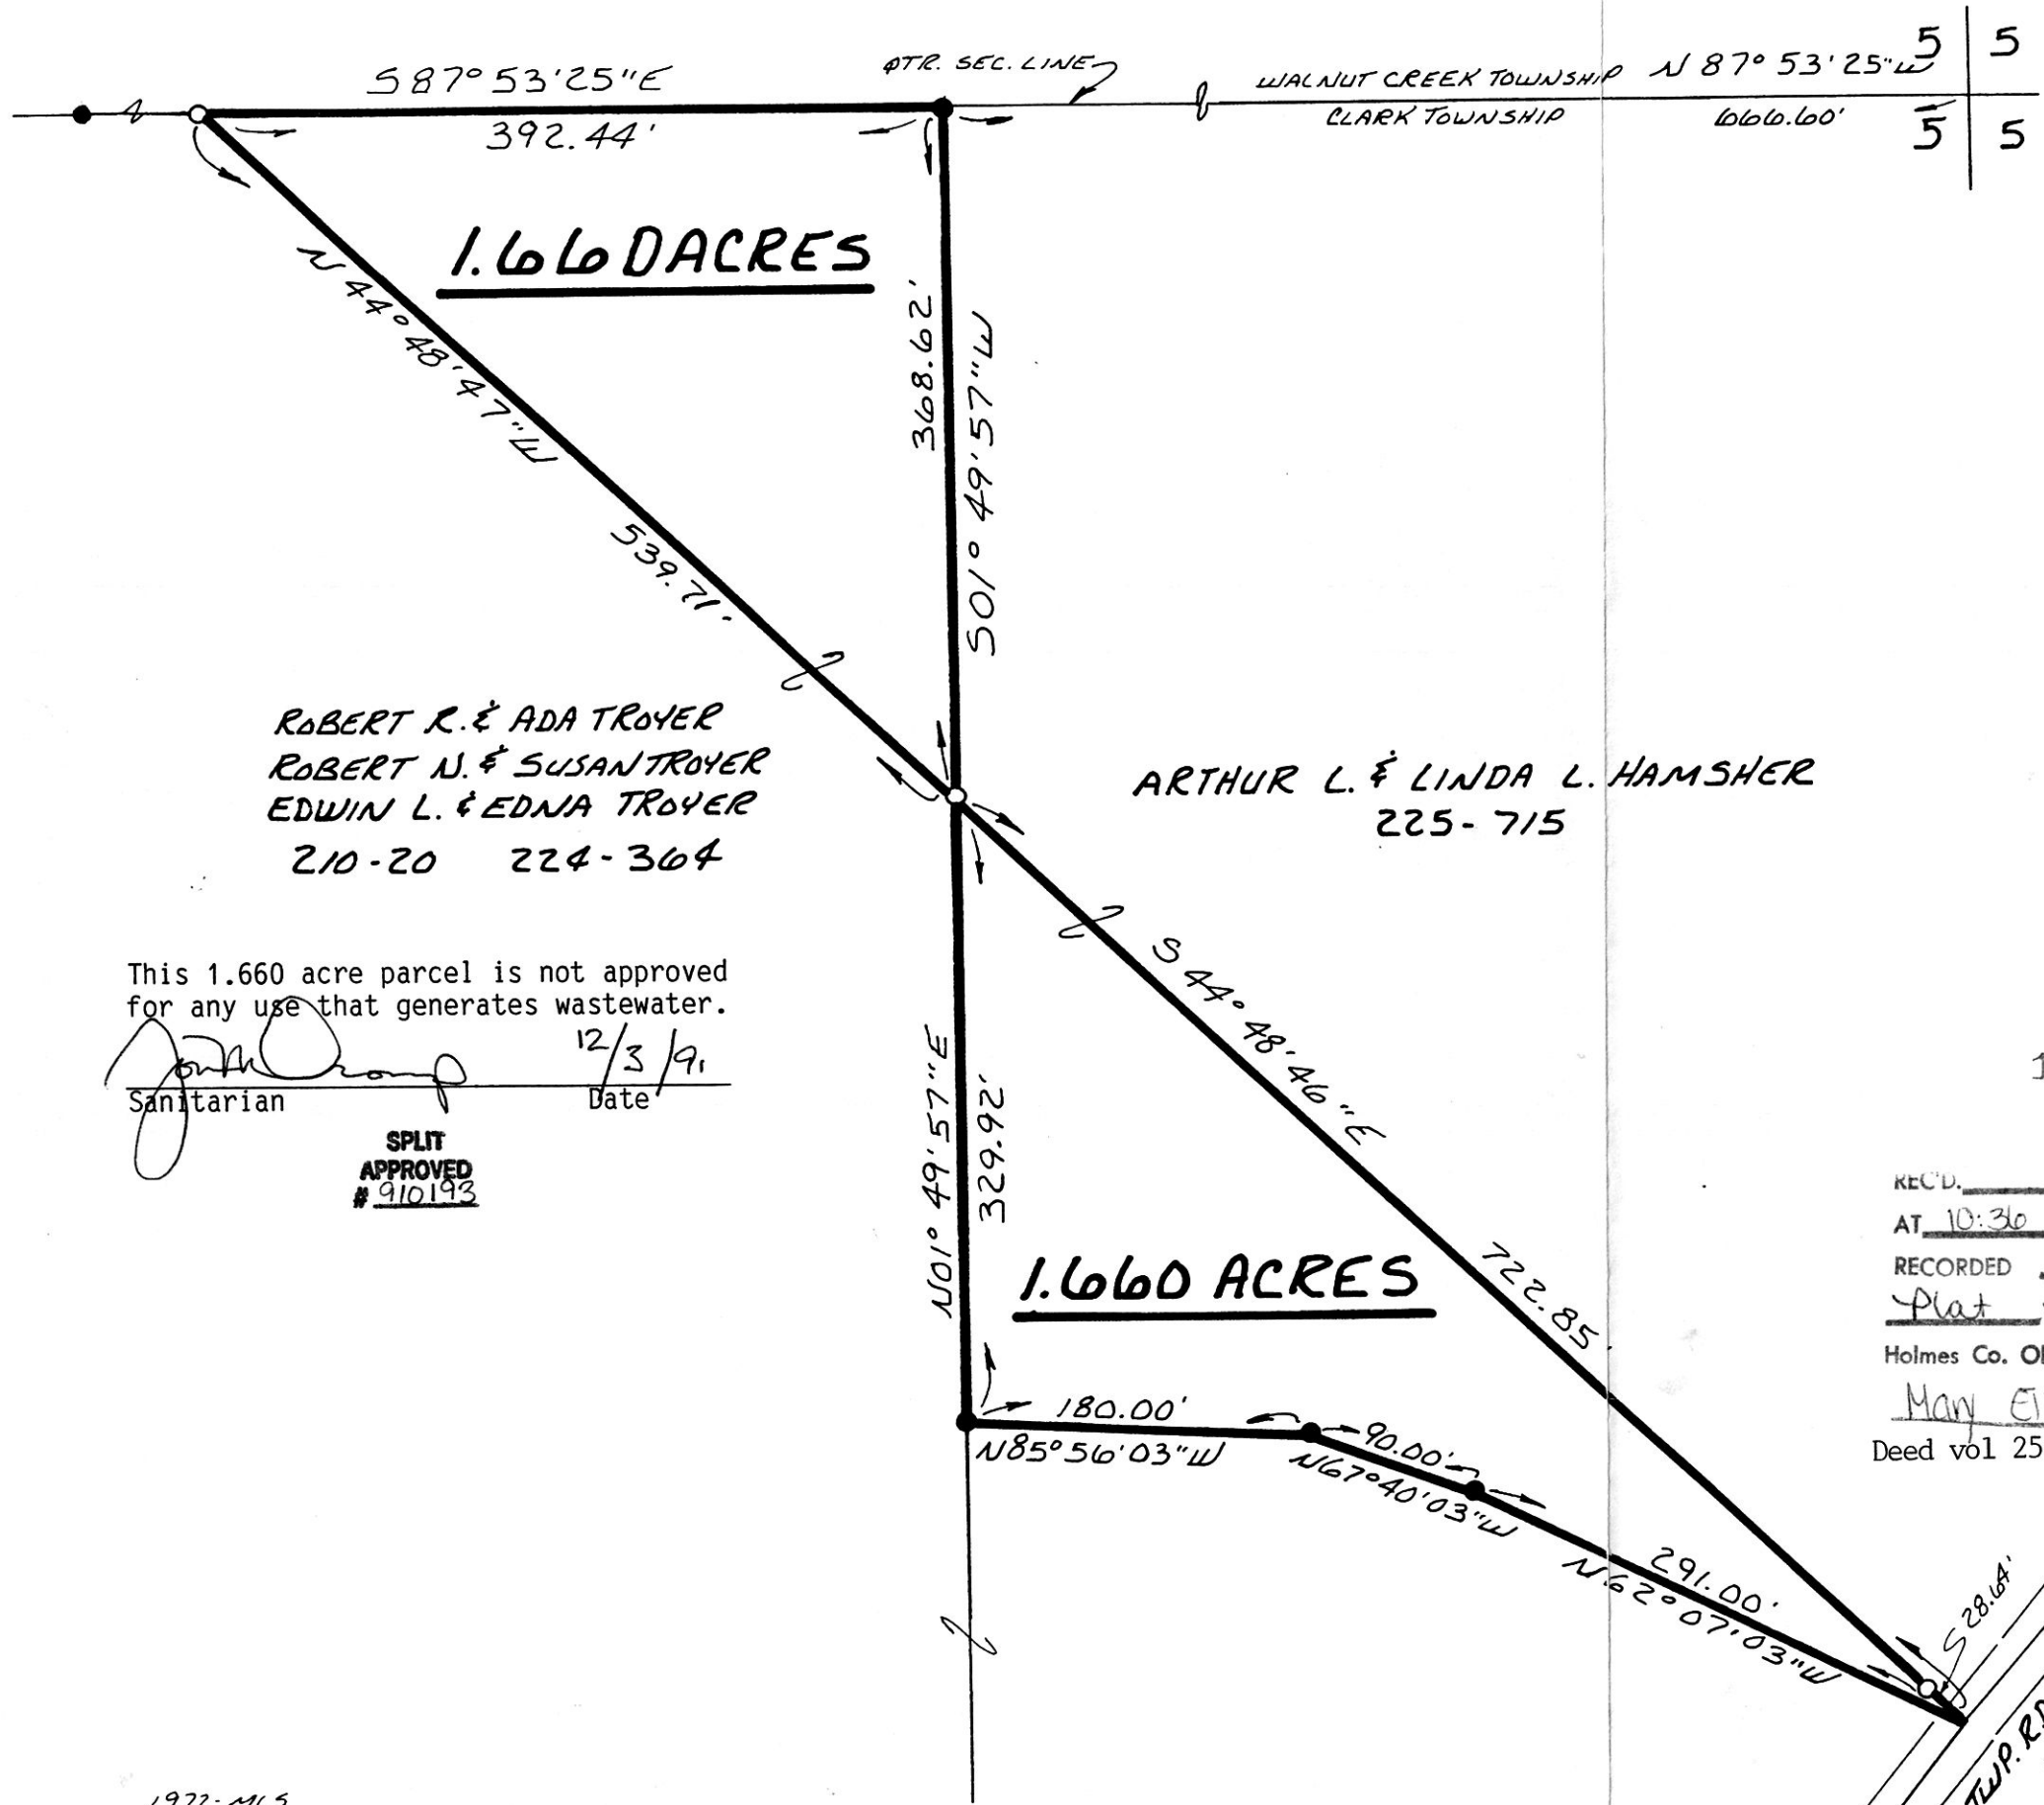 S 87° 53' 25" E
392.44'
QTR. SEC. LINE
WALNUT CREEK TOWNSHIP
CLARK TOWNSHIP
N 87° 53' 25" W
666.60'
5 5
5 5
1.660 ACRES
N 44° 48' 47" W
539.71'
368.62'
S 01° 49' 57" W
ROBERT R. & ADA TROYER
ROBERT N. & SUSAN TROYER
EDWIN L. & EDNA TROYER
210-20 224-364
ARTHUR L. & LINDA L. HAMSHER
225-715
This 1.660 acre parcel is not approved
for any use that generates wastewater.
12/3/91
Sanitarian Date
SPLIT
APPROVED
# 910193
S 44° 48' 46" E
722.85'
N 01° 49' 57" E
329.92'
1.660 ACRES
180.00'
N 85° 56' 03" W
90.00'
N 67° 40' 03" W
291.00'
N 62° 07' 03" W
28.64'
TWP. RD
REC'D.
AT 10:36
RECORDED
Plat
Holmes Co.
Mary
Deed vol 25